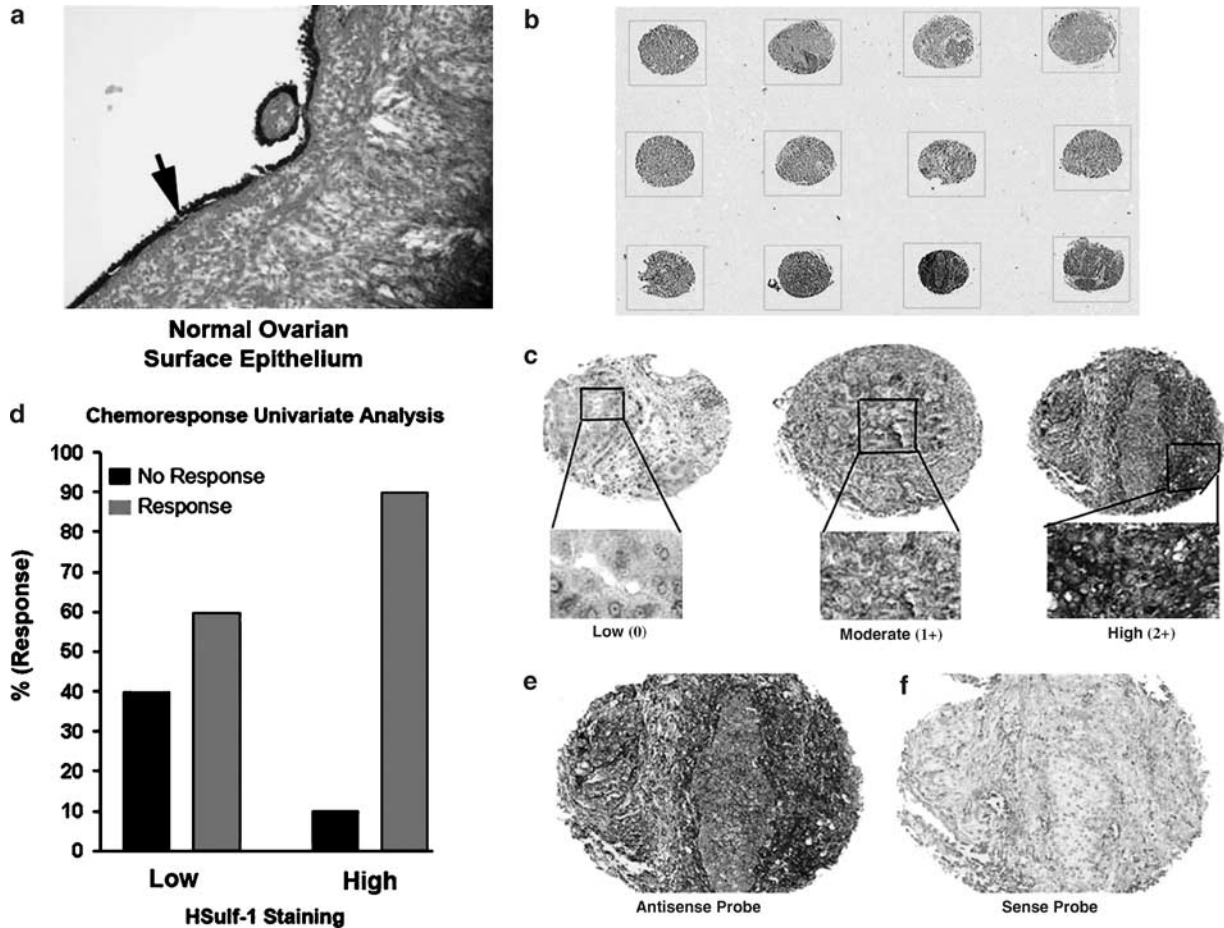 a
Normal Ovarian
Surface Epithelium
b
c
Low (0)
Moderate (1+)
High (2+)
d
Chemoresponse Univariate Analysis
No Response
Response
% (Response)
100
90
80
70
60
50
40
30
20
10
0
Low
High
HSulf-1 Staining
e
Antisense Probe
f
Sense Probe